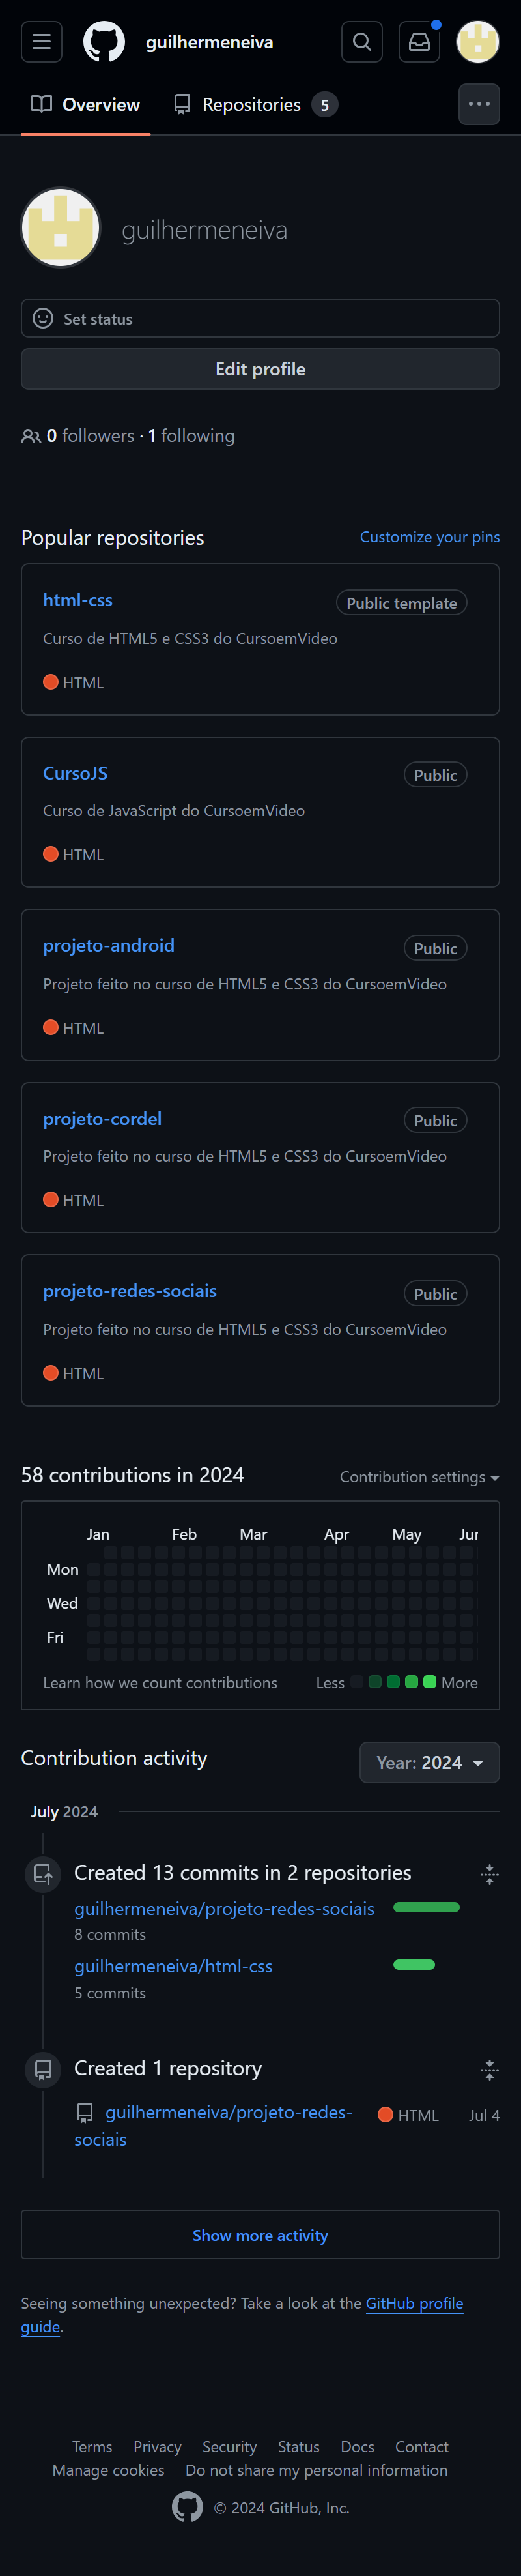 guilhermeneiva
Overview Repositories 5
guilhermeneiva
Set status
Edit profile
0 followers · 1 following
Popular repositories Customize your pins
html-css Public template
Curso de HTML5 e CSS3 do CursoemVideo
HTML
CursoJS Public
Curso de JavaScript do CursoemVideo
HTML
projeto-android Public
Projeto feito no curso de HTML5 e CSS3 do CursoemVideo
HTML
projeto-cordel Public
Projeto feito no curso de HTML5 e CSS3 do CursoemVideo
HTML
projeto-redes-sociais Public
Projeto feito no curso de HTML5 e CSS3 do CursoemVideo
HTML
58 contributions in 2024 Contribution settings
Jan Feb Mar Apr May Jun
Mon
Wed
Fri
Learn how we count contributions Less More
Contribution activity Year: 2024
July 2024
Created 13 commits in 2 repositories
guilhermeneiva/projeto-redes-sociais
8 commits
guilhermeneiva/html-css
5 commits
Created 1 repository
guilhermeneiva/projeto-redes- HTML Jul 4
sociais
Show more activity
Seeing something unexpected? Take a look at the GitHub profile
guide.
Terms Privacy Security Status Docs Contact
Manage cookies Do not share my personal information
© 2024 GitHub, Inc.